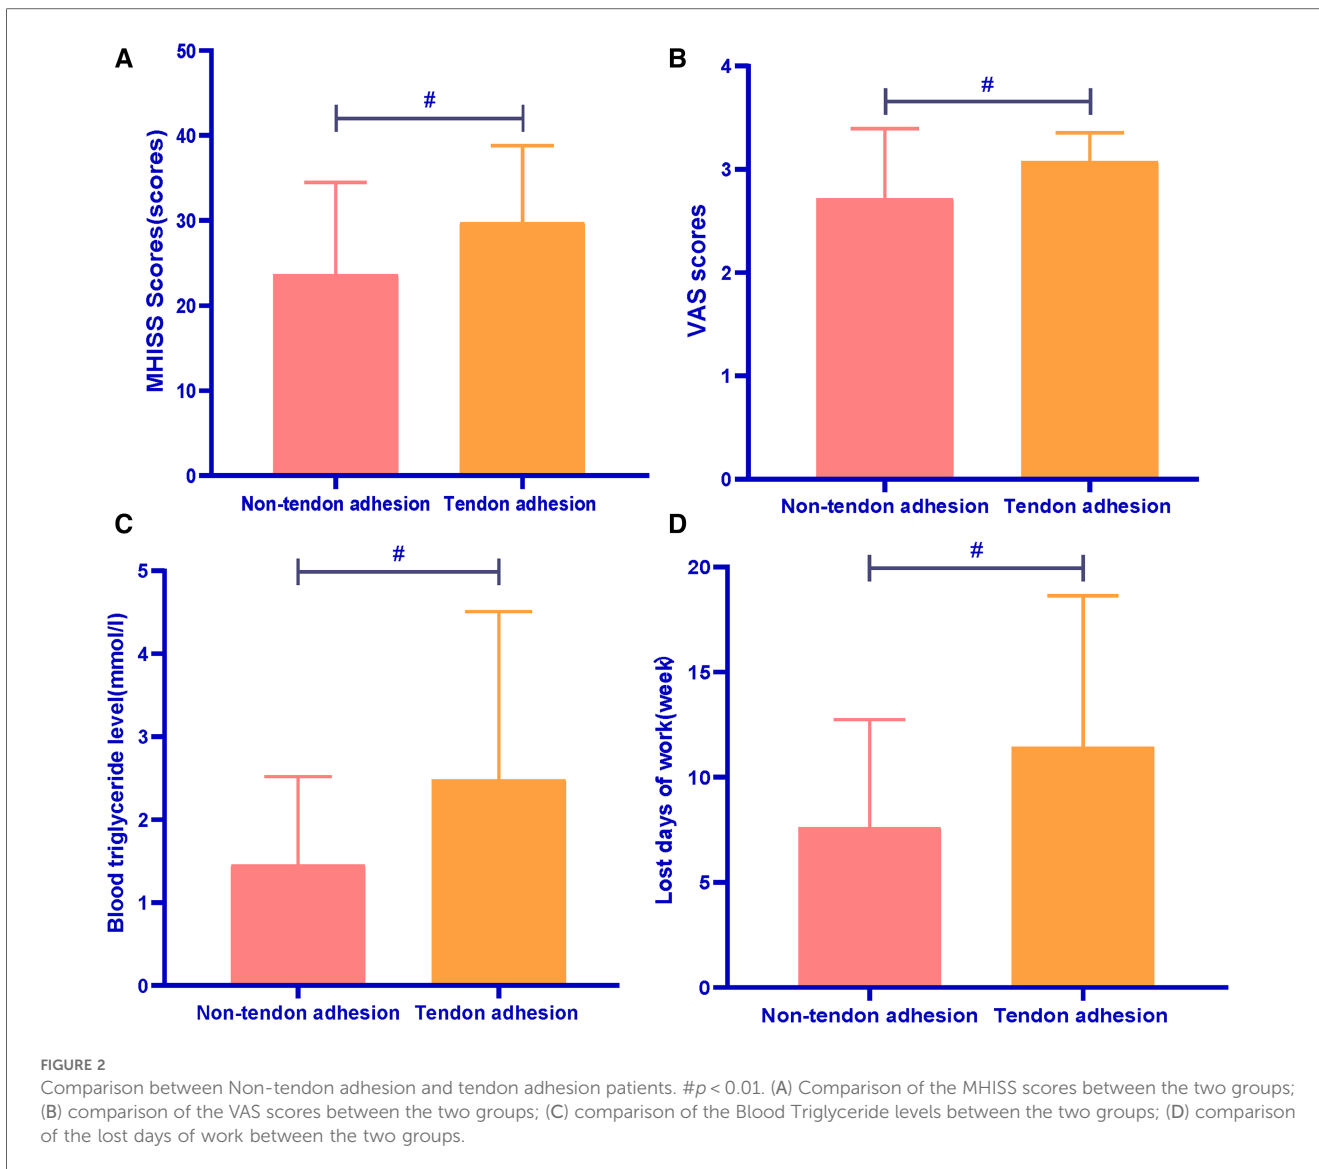 A
MHISS Scores(scores)
50
40
30
20
10
0
#
Non-tendon adhesion Tendon adhesion
B
VAS scores
4
3
2
1
0
#
Non-tendon adhesion Tendon adhesion
C
Blood triglyceride level(mmol/l)
5
4
3
2
1
0
#
Non-tendon adhesion Tendon adhesion
D
Lost days of work(week)
20
15
10
5
0
#
Non-tendon adhesion Tendon adhesion
FIGURE 2
Comparison between Non-tendon adhesion and tendon adhesion patients. #p < 0.01. (A) Comparison of the MHISS scores between the two groups;
(B) comparison of the VAS scores between the two groups; (C) comparison of the Blood Triglyceride levels between the two groups; (D) comparison
of the lost days of work between the two groups.